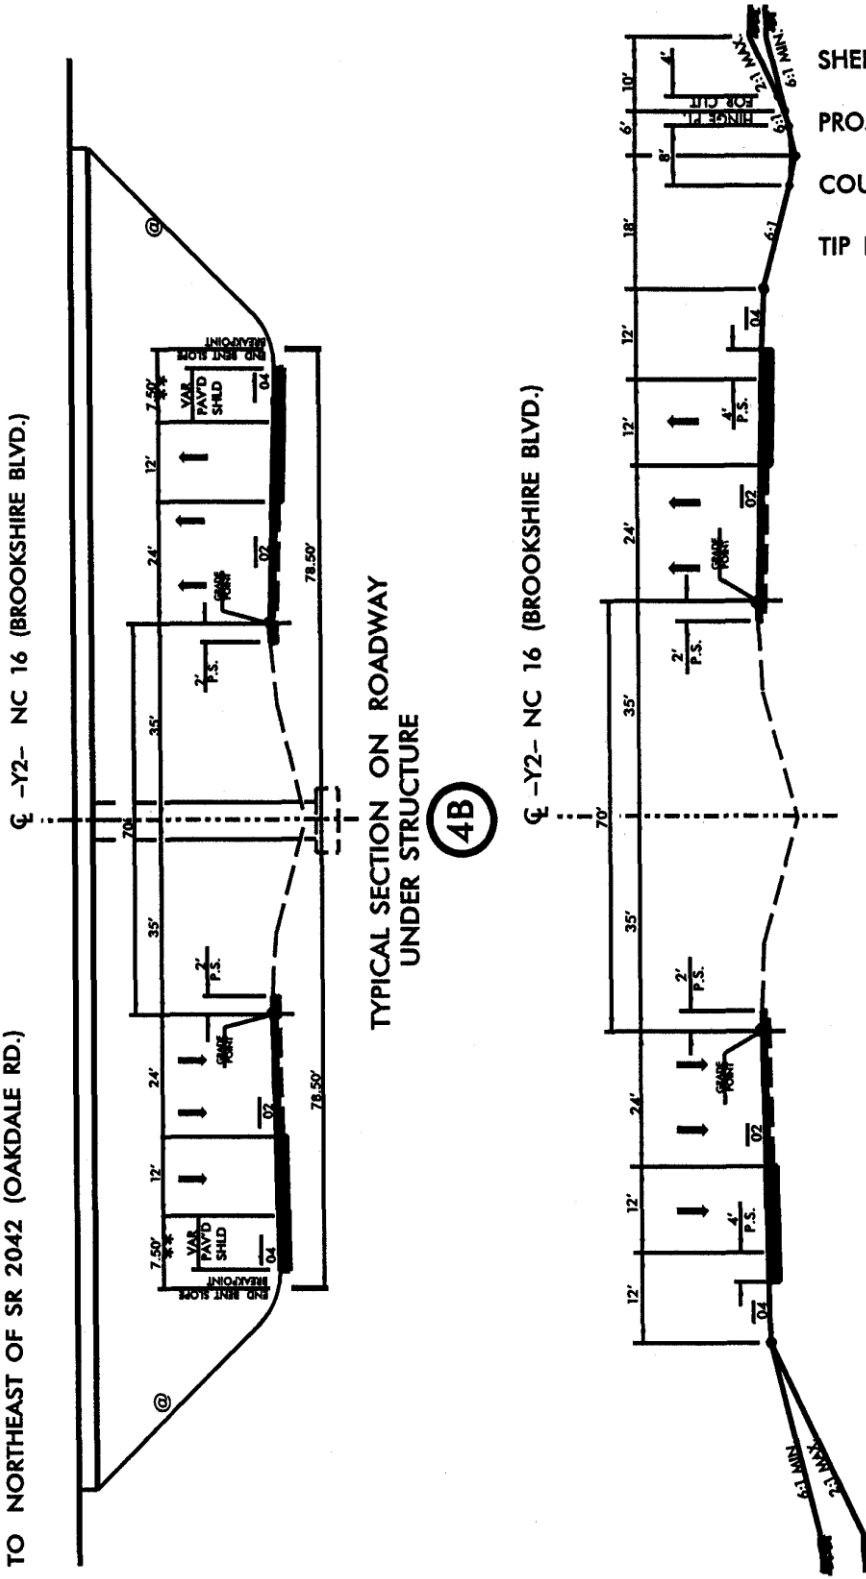 TO NORTHEAST OF SR 2042 (OAKDALE RD.)
℄ -Y2- NC 16 (BROOKSHIRE BLVD.)
@
@
70'
7.50'
**
12'
24'
35'
35'
24'
12'
7.50'
**
END BENT SLOPE
BREAKPOINT
VAR
PAV'D
SHLD
04
02
GRADE
POINT
2'
P.S.
2'
P.S.
GRADE
POINT
02
VAR
PAV'D
SHLD
04
END BENT SLOPE
BREAKPOINT
78.50'
78.50'
TYPICAL SECTION ON ROADWAY
UNDER STRUCTURE
4B
℄ -Y2- NC 16 (BROOKSHIRE BLVD.)
70'
12'
12'
24'
35'
35'
24'
12'
12'
18'
6'
10'
4'
P.S.
04
02
GRADE
POINT
2'
P.S.
2'
P.S.
GRADE
POINT
02
4'
P.S.
04
8'
4'
HINGE PT.
FOR CUT
6:1
6:1
2:1 MAX.
6:1 MIN.
6:1 MIN.
2:1 MAX.
PRO
COU
TIP